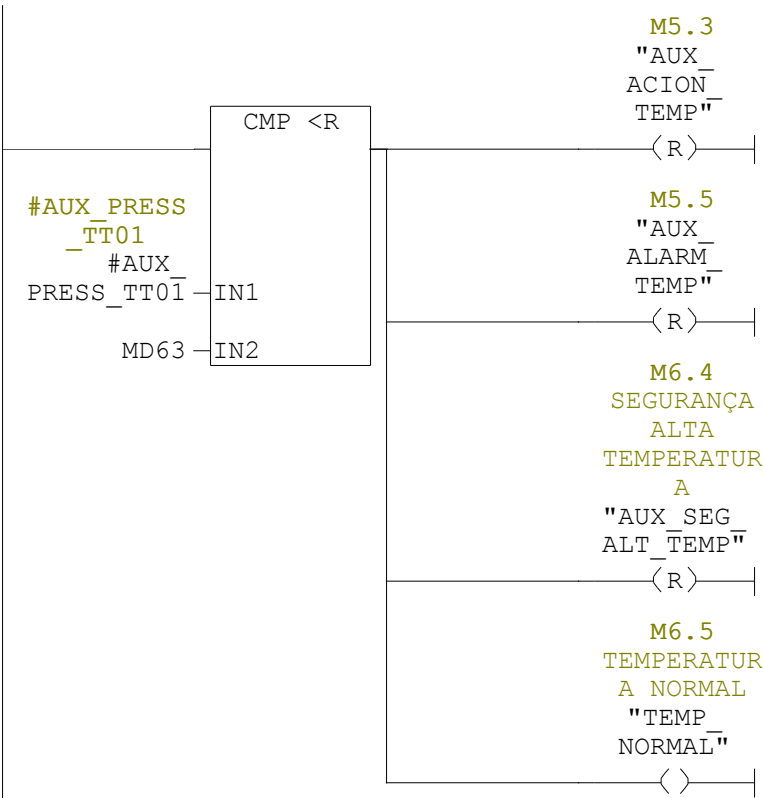 M5.3
"AUX_
ACION_
TEMP"
CMP <R
R
#AUX_PRESS
_TT01
#AUX_
PRESS_TT01
IN1
MD63
IN2
M5.5
"AUX_
ALARM_
TEMP"
R
M6.4
SEGURANÇA
ALTA
TEMPERATUR
A
"AUX_SEG_
ALT_TEMP"
R
M6.5
TEMPERATUR
A NORMAL
"TEMP_
NORMAL"